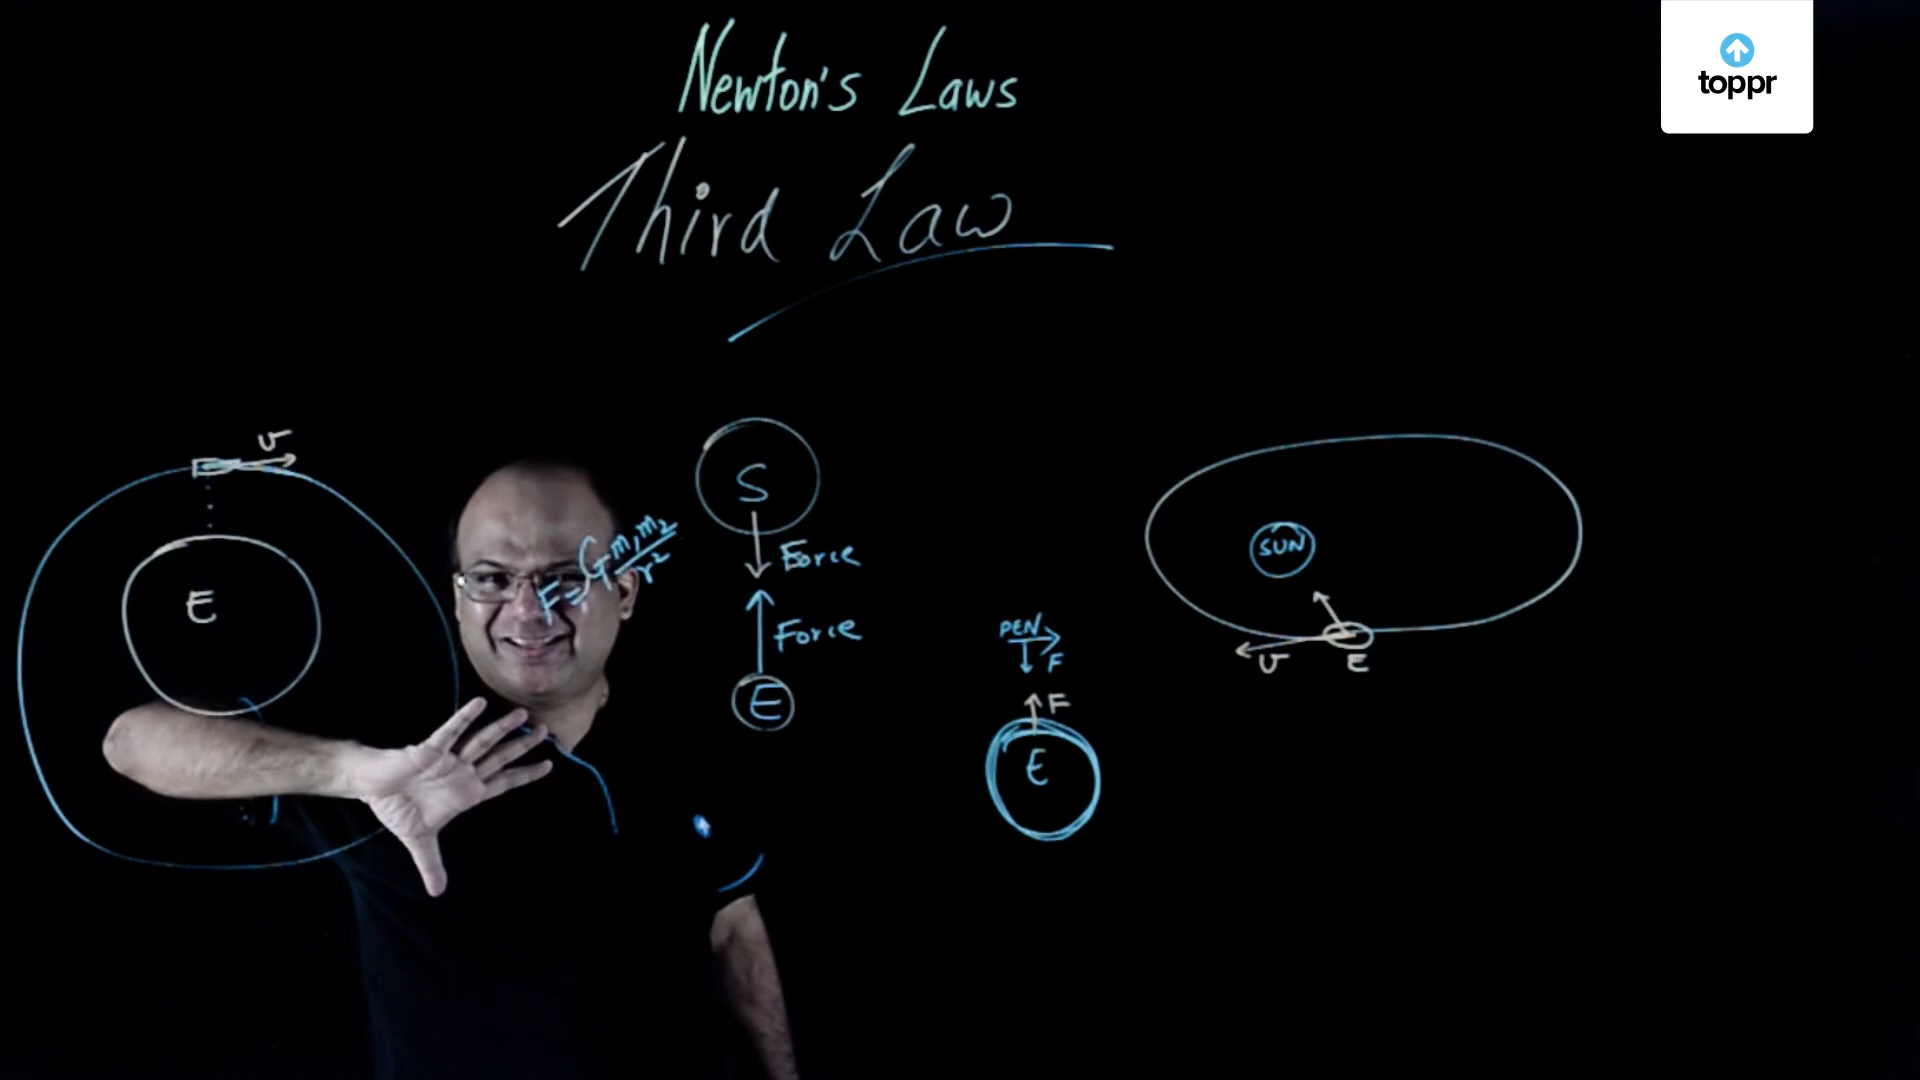 Newton's Laws
Third Law
toppr
v
E
F = G m₁m₂/r²
S
Force
Force
E
PEN
F
F
E
SUN
v
E